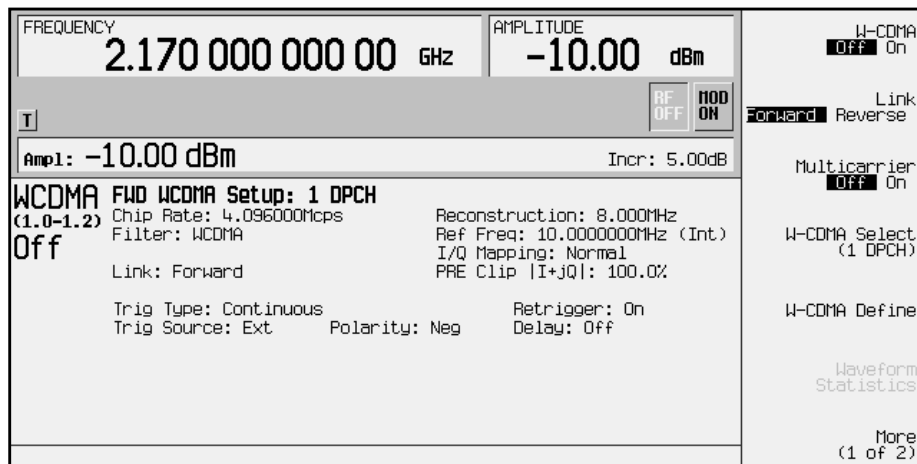 FREQUENCY
2.170 000 000 00 GHz
AMPLITUDE
-10.00 dBm
RF OFF
MOD ON
T
Ampl: -10.00 dBm
Incr: 5.00dB
WCDMA
(1.0-1.2)
Off
FWD WCDMA Setup: 1 DPCH
Chip Rate: 4.096000Mcps
Reconstruction: 8.000MHz
Filter: WCDMA
Ref Freq: 10.0000000MHz (Int)
I/Q Mapping: Normal
Link: Forward
PRE Clip |I+jQ|: 100.0%
Trig Type: Continuous
Retrigger: On
Trig Source: Ext
Polarity: Neg
Delay: Off
W-CDMA
Off On
Link
Forward Reverse
Multicarrier
Off On
W-CDMA Select
(1 DPCH)
W-CDMA Define
Waveform
Statistics
More
(1 of 2)